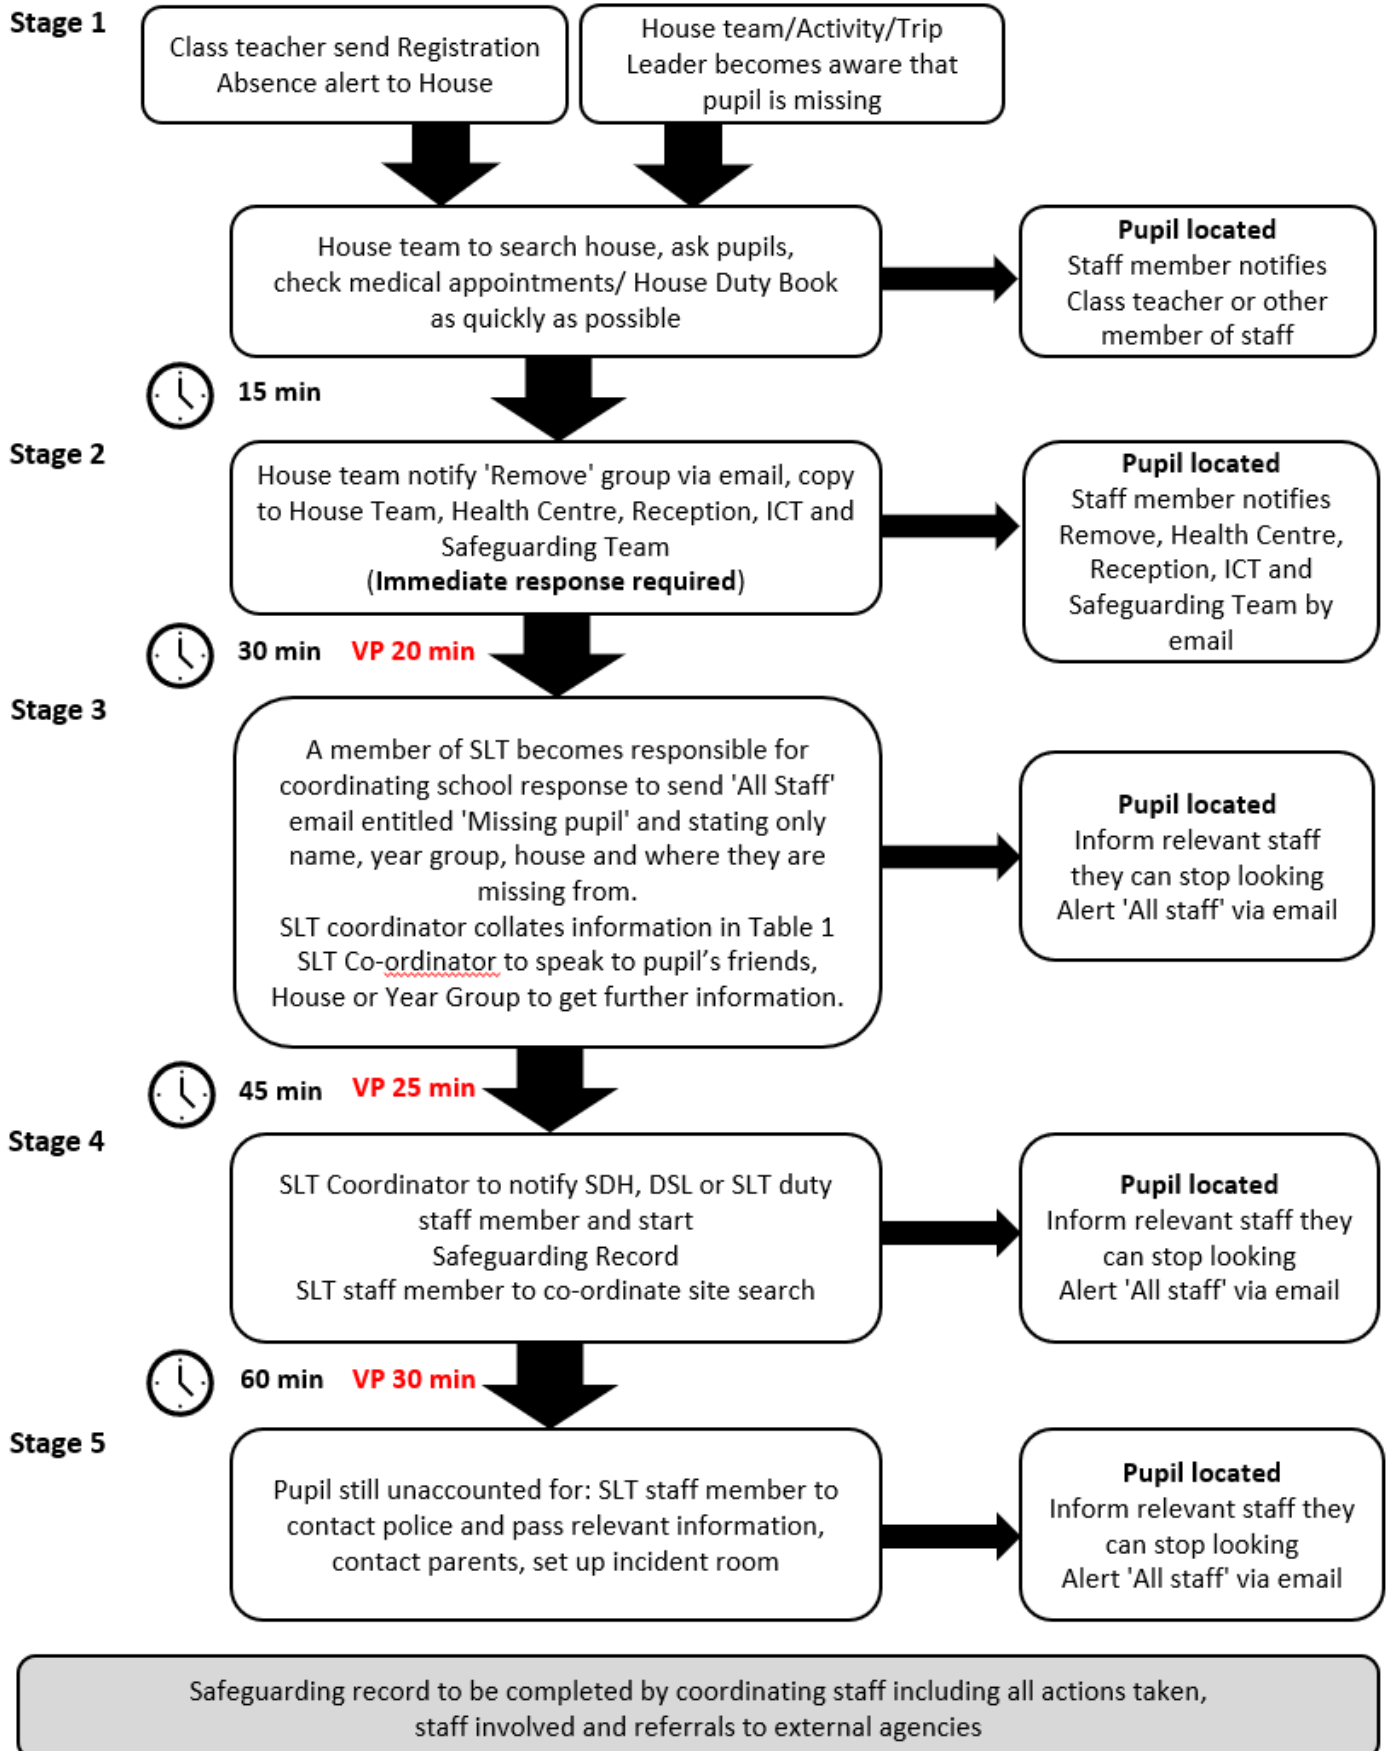 Stage 1
Class teacher send Registration
Absence alert to House
House team/Activity/Trip
Leader becomes aware that
pupil is missing
House team to search house, ask pupils,
check medical appointments/ House Duty Book
as quickly as possible
Pupil located
Staff member notifies
Class teacher or other
member of staff
15 min
Stage 2
House team notify 'Remove' group via email, copy
to House Team, Health Centre, Reception, ICT and
Safeguarding Team
(Immediate response required)
Pupil located
Staff member notifies
Remove, Health Centre,
Reception, ICT and
Safeguarding Team by
email
30 min VP 20 min
Stage 3
A member of SLT becomes responsible for
coordinating school response to send 'All Staff'
email entitled 'Missing pupil' and stating only
name, year group, house and where they are
missing from.
SLT coordinator collates information in Table 1
SLT Co-ordinator to speak to pupil’s friends,
House or Year Group to get further information.
Pupil located
Inform relevant staff
they can stop looking
Alert 'All staff' via email
45 min VP 25 min
Stage 4
SLT Coordinator to notify SDH, DSL or SLT duty
staff member and start
Safeguarding Record
SLT staff member to co-ordinate site search
Pupil located
Inform relevant staff they
can stop looking
Alert 'All staff' via email
60 min VP 30 min
Stage 5
Pupil still unaccounted for: SLT staff member to
contact police and pass relevant information,
contact parents, set up incident room
Pupil located
Inform relevant staff they
can stop looking
Alert 'All staff' via email
Safeguarding record to be completed by coordinating staff including all actions taken,
staff involved and referrals to external agencies